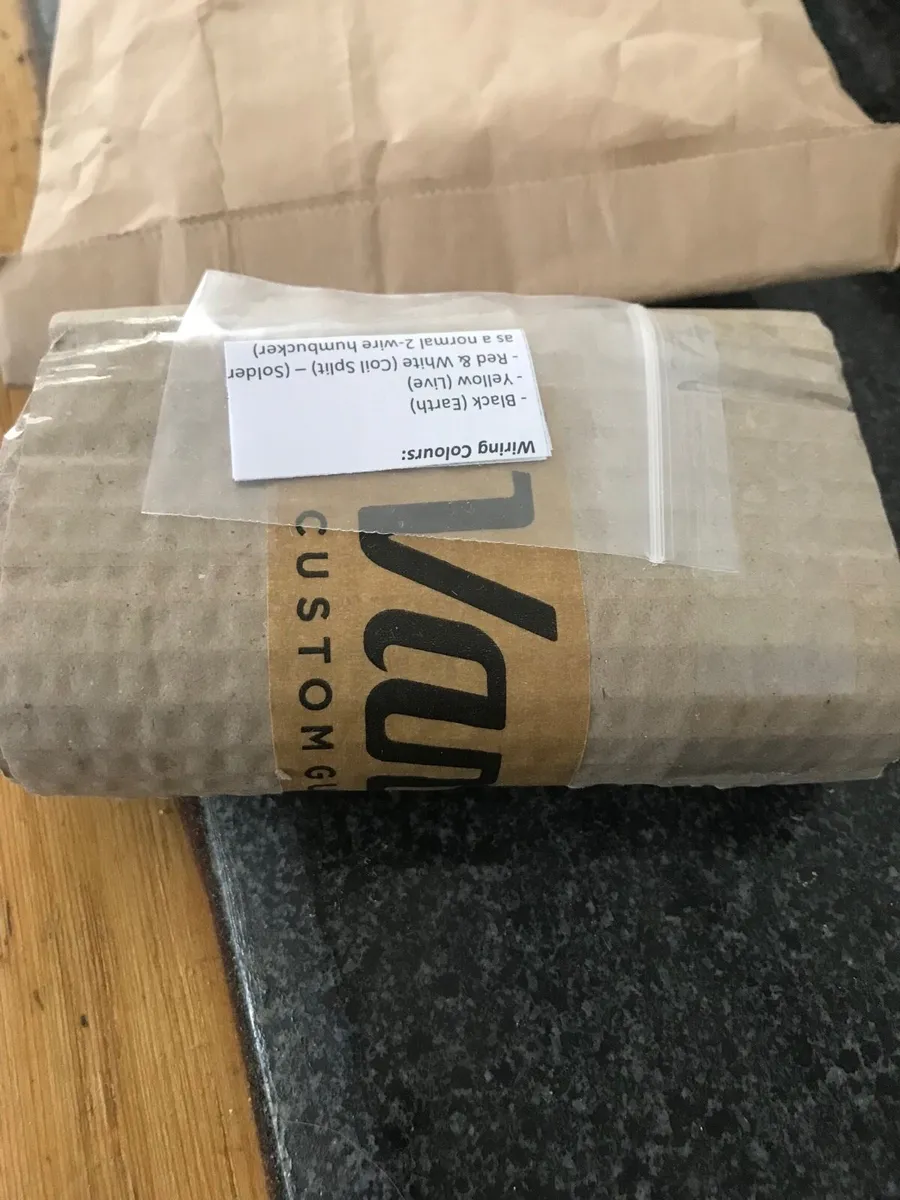 Wiring Colours:
- Black (Earth)
- Yellow (Live)
- Red & White (Coil Split) – (Solder
as a normal 2-wire humbucker)
CUSTOM